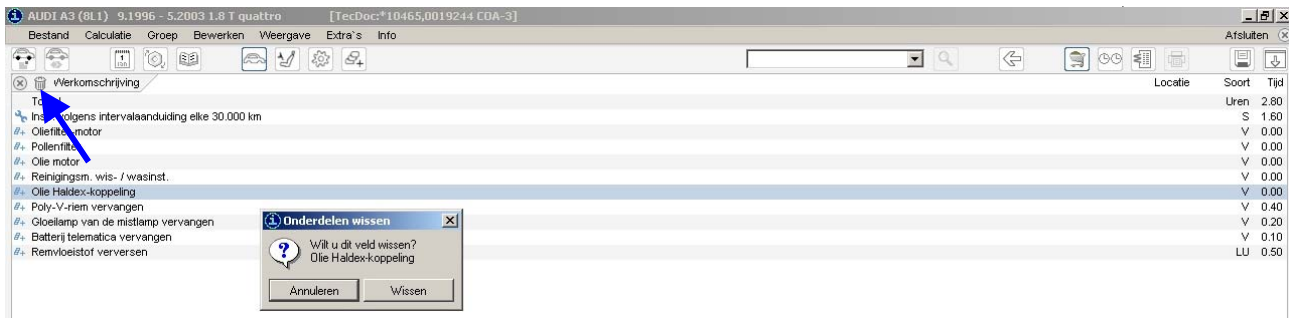 AUDI A3 (8L1) 9.1996 - 5.2003 1.8 T quattro [TecDoc:*10465,0019244 COA-3]
Bestand Calculatie Groep Bewerken Weergave Extra`s Info Afsluiten
Werkomschrijving Locatie Soort Tijd
Uren 2.80
volgens intervalaanduiding elke 30.000 km S 1.60
motor V 0.00
Pollenfilte V 0.00
Olie motor V 0.00
Reinigingsm. wis- / wasinst. V 0.00
Olie Haldex-koppeling V 0.00
Poly-V-riem vervangen V 0.40
Gloeilamp van de mistlamp vervangen V 0.20
Batterij telematica vervangen V 0.10
Remvloeistof verversen LU 0.50
Onderdelen wissen
Wilt u dit veld wissen?
Olie Haldex-koppeling
Annuleren Wissen